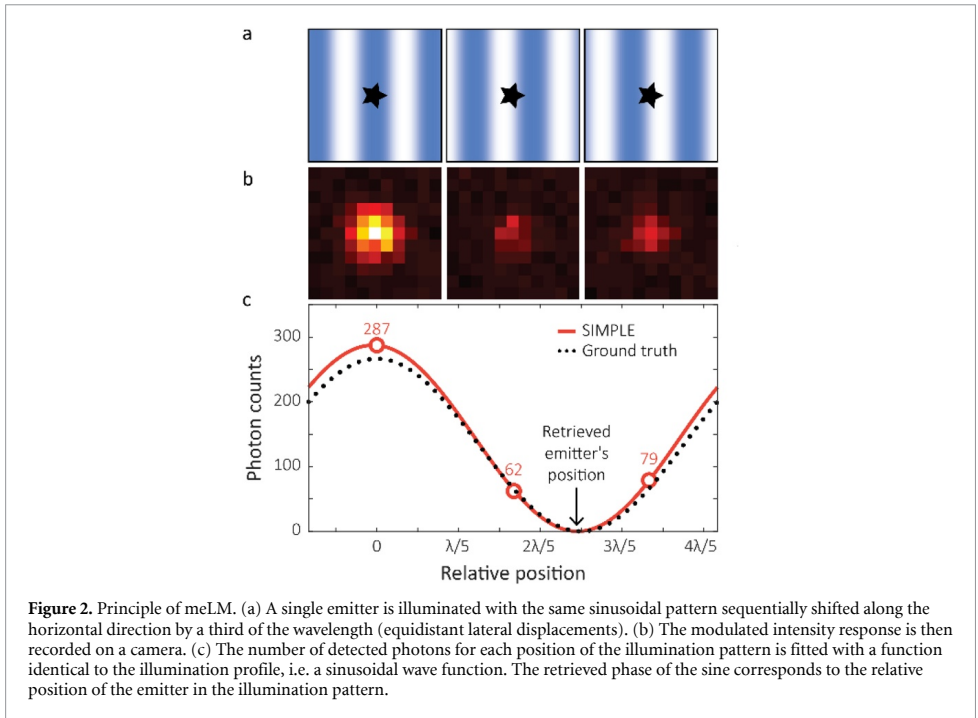 a
b
c
300
200
100
0
Photon counts
287
62
79
SIMPLE
Ground truth
Retrieved
emitter's
position
0
λ/5
2λ/5
3λ/5
4λ/5
Relative position
Figure 2. Principle of meLM. (a) A single emitter is illuminated with the same sinusoidal pattern sequentially shifted along the
horizontal direction by a third of the wavelength (equidistant lateral displacements). (b) The modulated intensity response is then
recorded on a camera. (c) The number of detected photons for each position of the illumination pattern is fitted with a function
identical to the illumination profile, i.e. a sinusoidal wave function. The retrieved phase of the sine corresponds to the relative
position of the emitter in the illumination pattern.